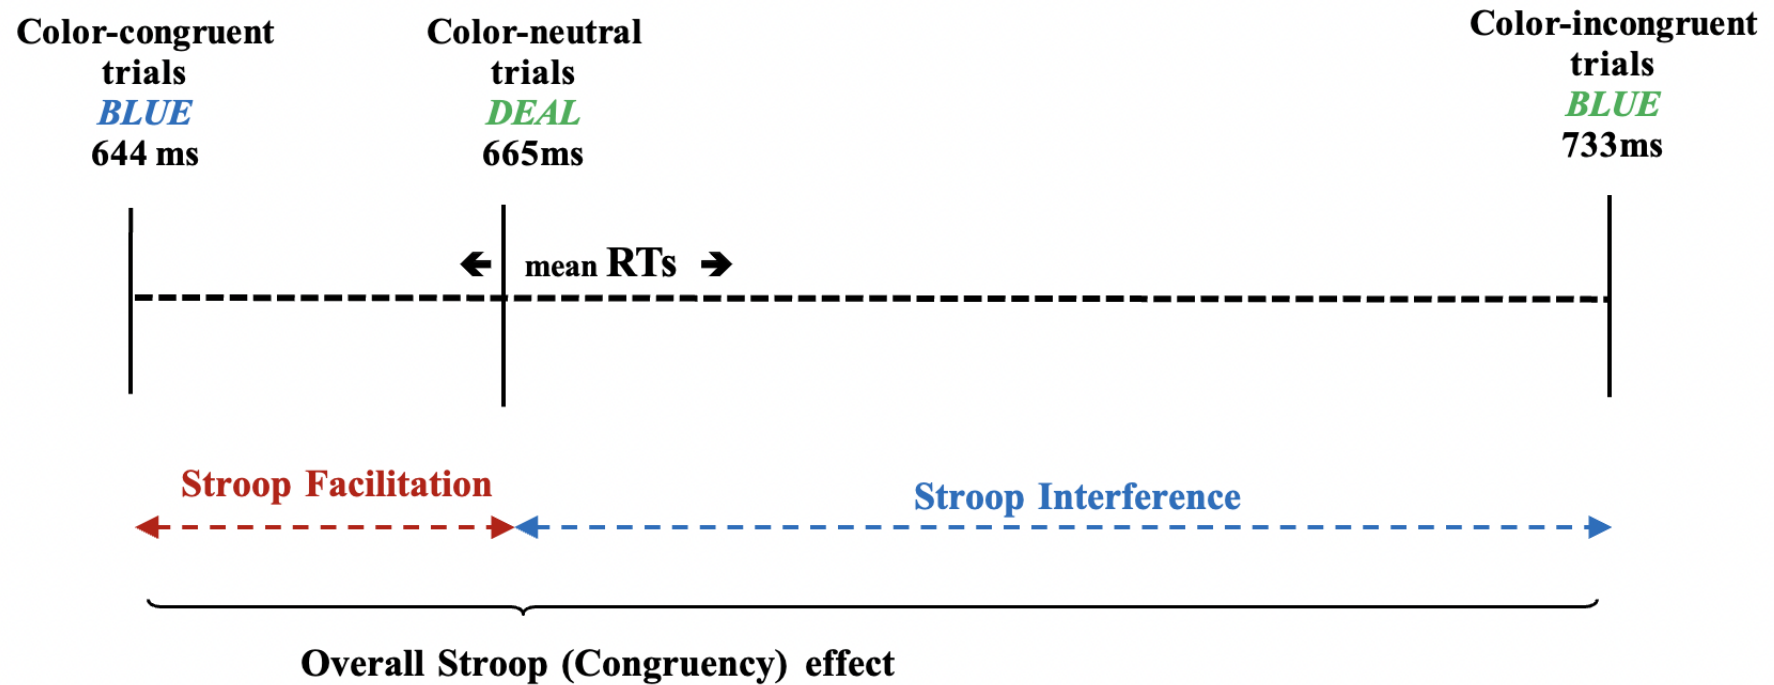 Color-congruent
trials
BLUE
644 ms
Color-neutral
trials
DEAL
665ms
Color-incongruent
trials
BLUE
733ms
mean RTs
Stroop Facilitation
Stroop Interference
Overall Stroop (Congruency) effect